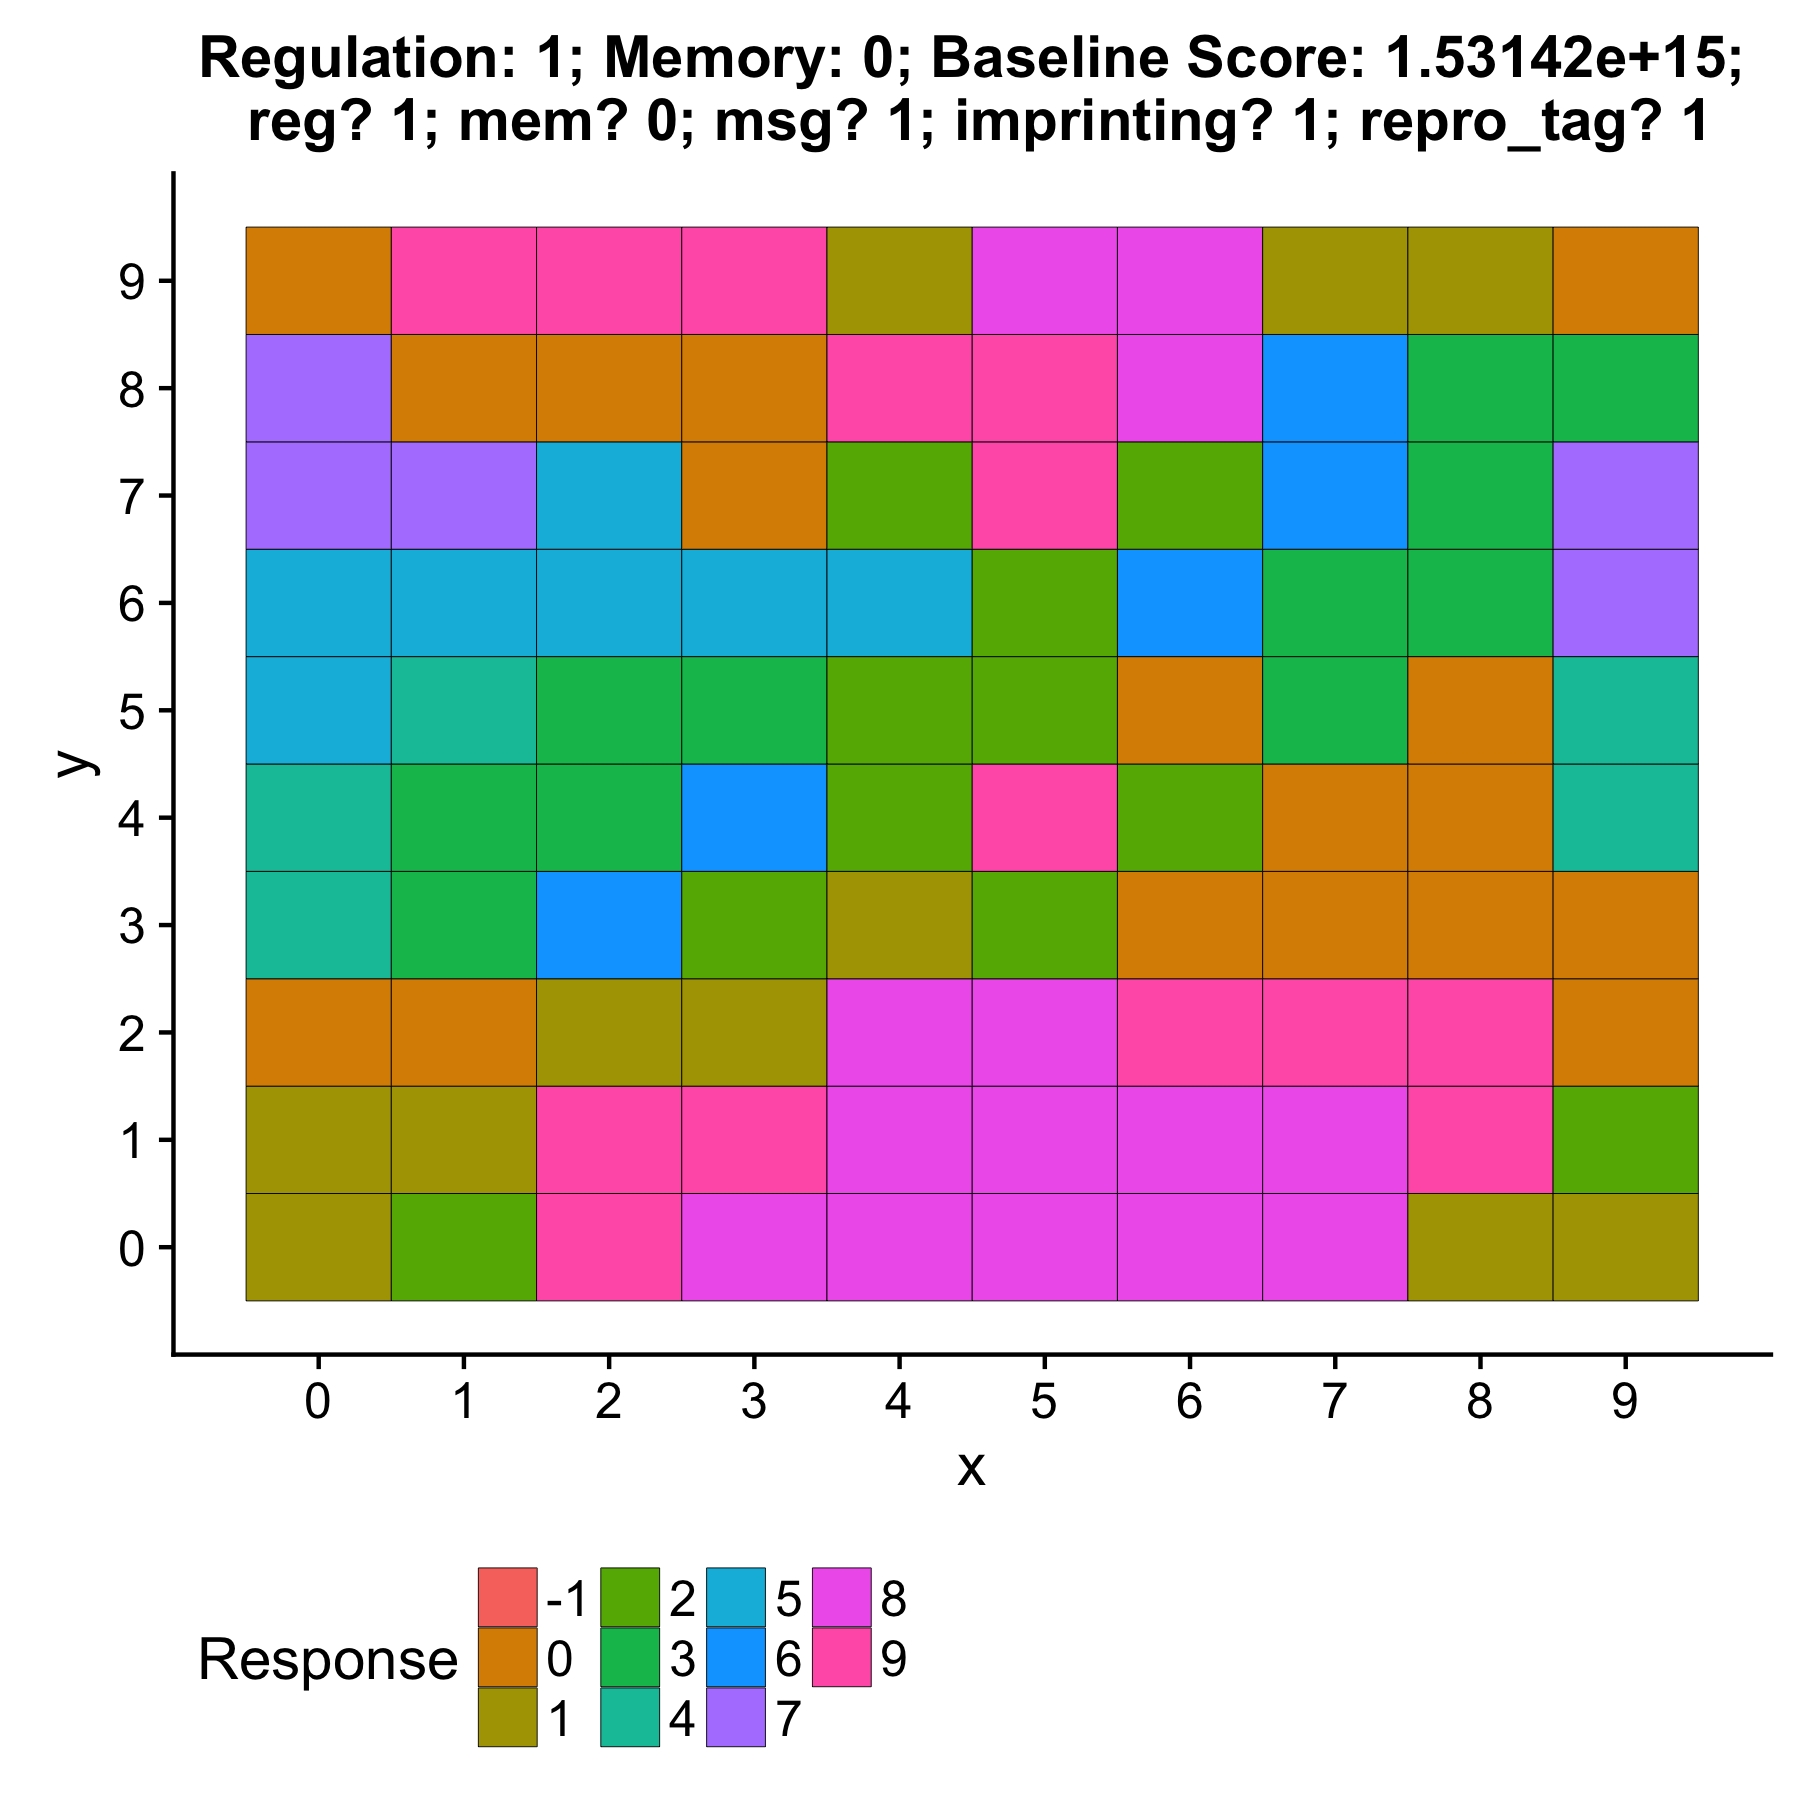 Regulation: 1; Memory: 0; Baseline Score: 1.53142e+15;
reg? 1; mem? 0; msg? 1; imprinting? 1; repro_tag? 1
9
8
7
6
5
4
3
2
1
0
y
0 1 2 3 4 5 6 7 8 9
x
Response
-1 2 5 8
0 3 6 9
1 4 7